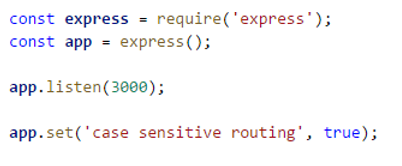 const express = require('express');
const app = express();
app.listen(3000);
app.set('case sensitive routing', true);